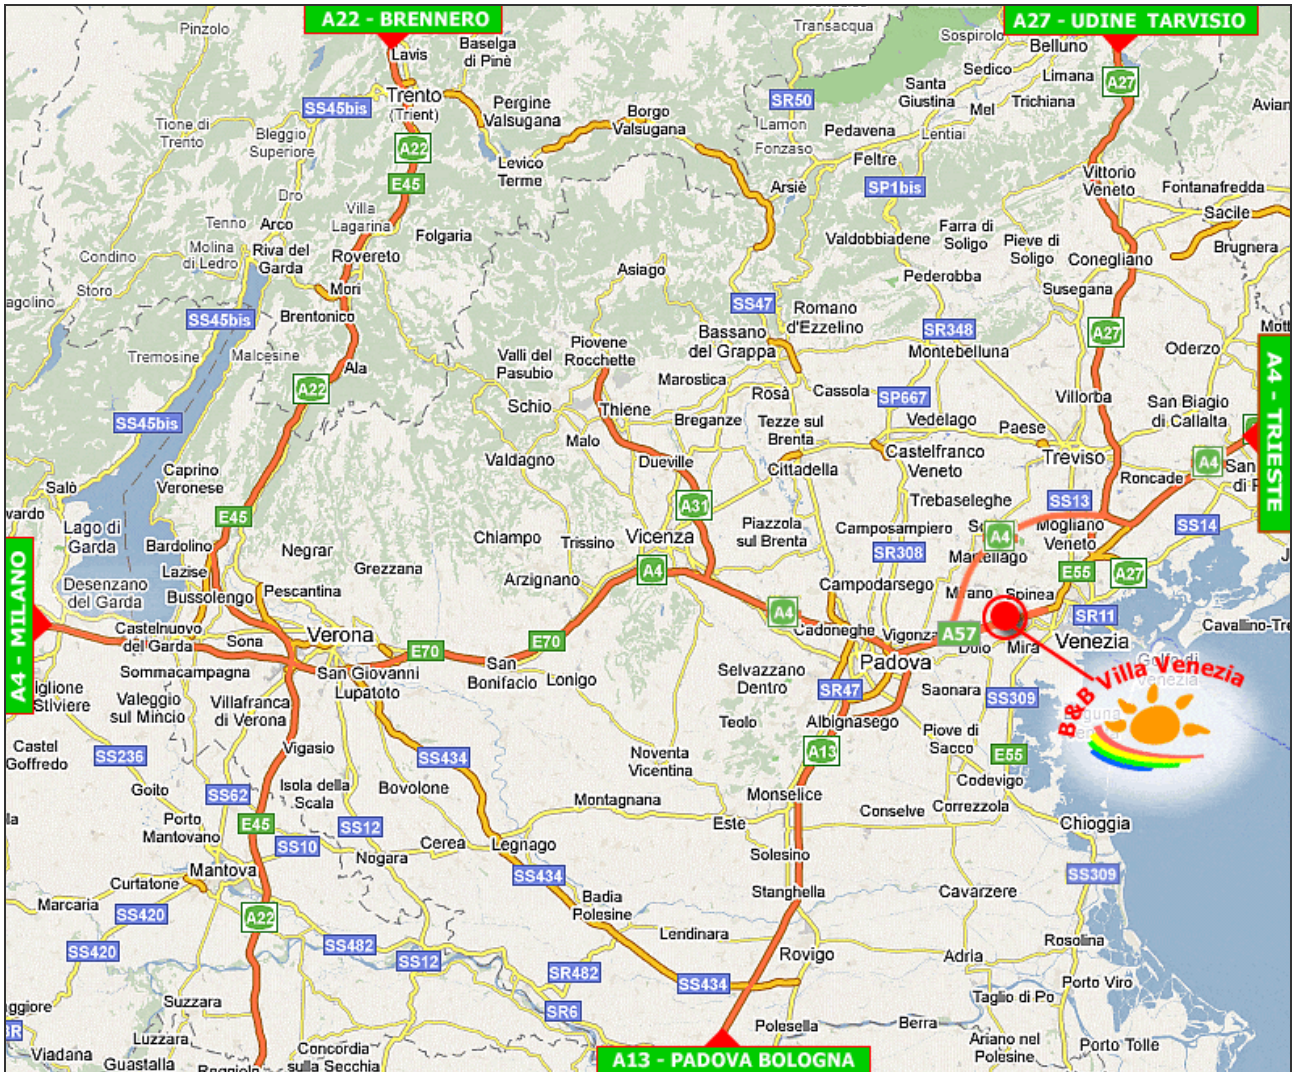 A22 - BRENNERO
A27 - UDINE TARVISIO
Pinzolo
Lavis
Baselga
di Pinè
Transacqua
Sospirolo
Belluno
Sedico
Limana
A27
Santa
Giustina
Mel
Trichiana
Trento
(Trient)
SS45bis
Pergine
Valsugana
Borgo
Valsugana
SR50
Lamon
Fonzaso
Pedavena
Lentiai
Feltre
Tione di
Trento
Bleggio
Superiore
A22
E45
Levico
Terme
Arsiè
SP1bis
Vittorio
Veneto
Fontanafredda
Sacile
Dro
Villa
Lagarina
Tenno
Arco
Folgaria
Molina
di Ledro
Riva del
Garda
Rovereto
Condino
Storo
Mori
Brentonico
Asiago
Valdobbiadene
Farra di
Soligo
Pieve di
Soligo
Conegliano
Brugnera
Pederobba
Susegana
SS45bis
SS47
Romano
d'Ezzelino
SR348
A27
Montebelluna
Oderzo
Tremosine
Malcesine
Ala
A22
Valli del
Pasubio
Piovene
Rocchette
Bassano
del Grappa
Marostica
Rosà
Cassola
SP667
Villorba
San Biagio
di Callalta
A4 - TRIESTE
Schio
Thiene
Breganze
Tezze sul
Brenta
Vedelago
Paese
SS45bis
Malo
Valdagno
Dueville
Cittadella
Castelfranco
Veneto
Treviso
A4
Roncade
Caprino
Veronese
Salò
E45
A31
Trebaseleghe
SS13
SS14
Lago di
Garda
Bardolino
Negrar
Chiampo
Trissino
Vicenza
Piazzola
sul Brenta
Camposampiero
SR308
A4
Mogliano
Veneto
Martellago
E55
A27
Desenzano
del Garda
Lazise
Bussolengo
Pescantina
Grezzana
Arzignano
A4
Campodarsego
Mirano
Spinea
SR11
Cavallino-Tre
A4 - MILANO
Castelnuovo
del Garda
Sona
Verona
E70
E70
A4
Cadoneghe
Vigonza
A57
Dolo
Mira
Venezia
Sommacampagna
San Giovanni
Lupatoto
San
Bonifacio
Lonigo
Padova
Selvazzano
Dentro
SR47
Saonara
SS309
B&B Villa Venezia
Valeggio
sul Mincio
Villafranca
di Verona
Teolo
Albignasego
Piove di
Sacco
Castel
Goffredo
SS236
Vigasio
SS434
Noventa
Vicentina
A13
E55
Codevigo
Goito
SS62
Isola della
Scala
Bovolone
Montagnana
Monselice
Conselve
Correzzola
Porto
Mantovano
E45
SS12
SS10
Nogara
Cerea
Legnago
Este
Chioggia
Solesino
Mantova
Curtatone
SS434
Stanghella
SS309
Cavarzere
Marcaria
SS420
A22
Badia
Polesine
SS420
SS482
SS12
Lendinara
Rovigo
Adria
Rosolina
SR482
SS434
Porto Viro
Taglio di Po
Suzzara
SR6
Polesella
Berra
Luzzara
Viadana
Guastalla
Concordia
sulla Secchia
A13 - PADOVA BOLOGNA
Ariano nel
Polesine
Porto Tolle